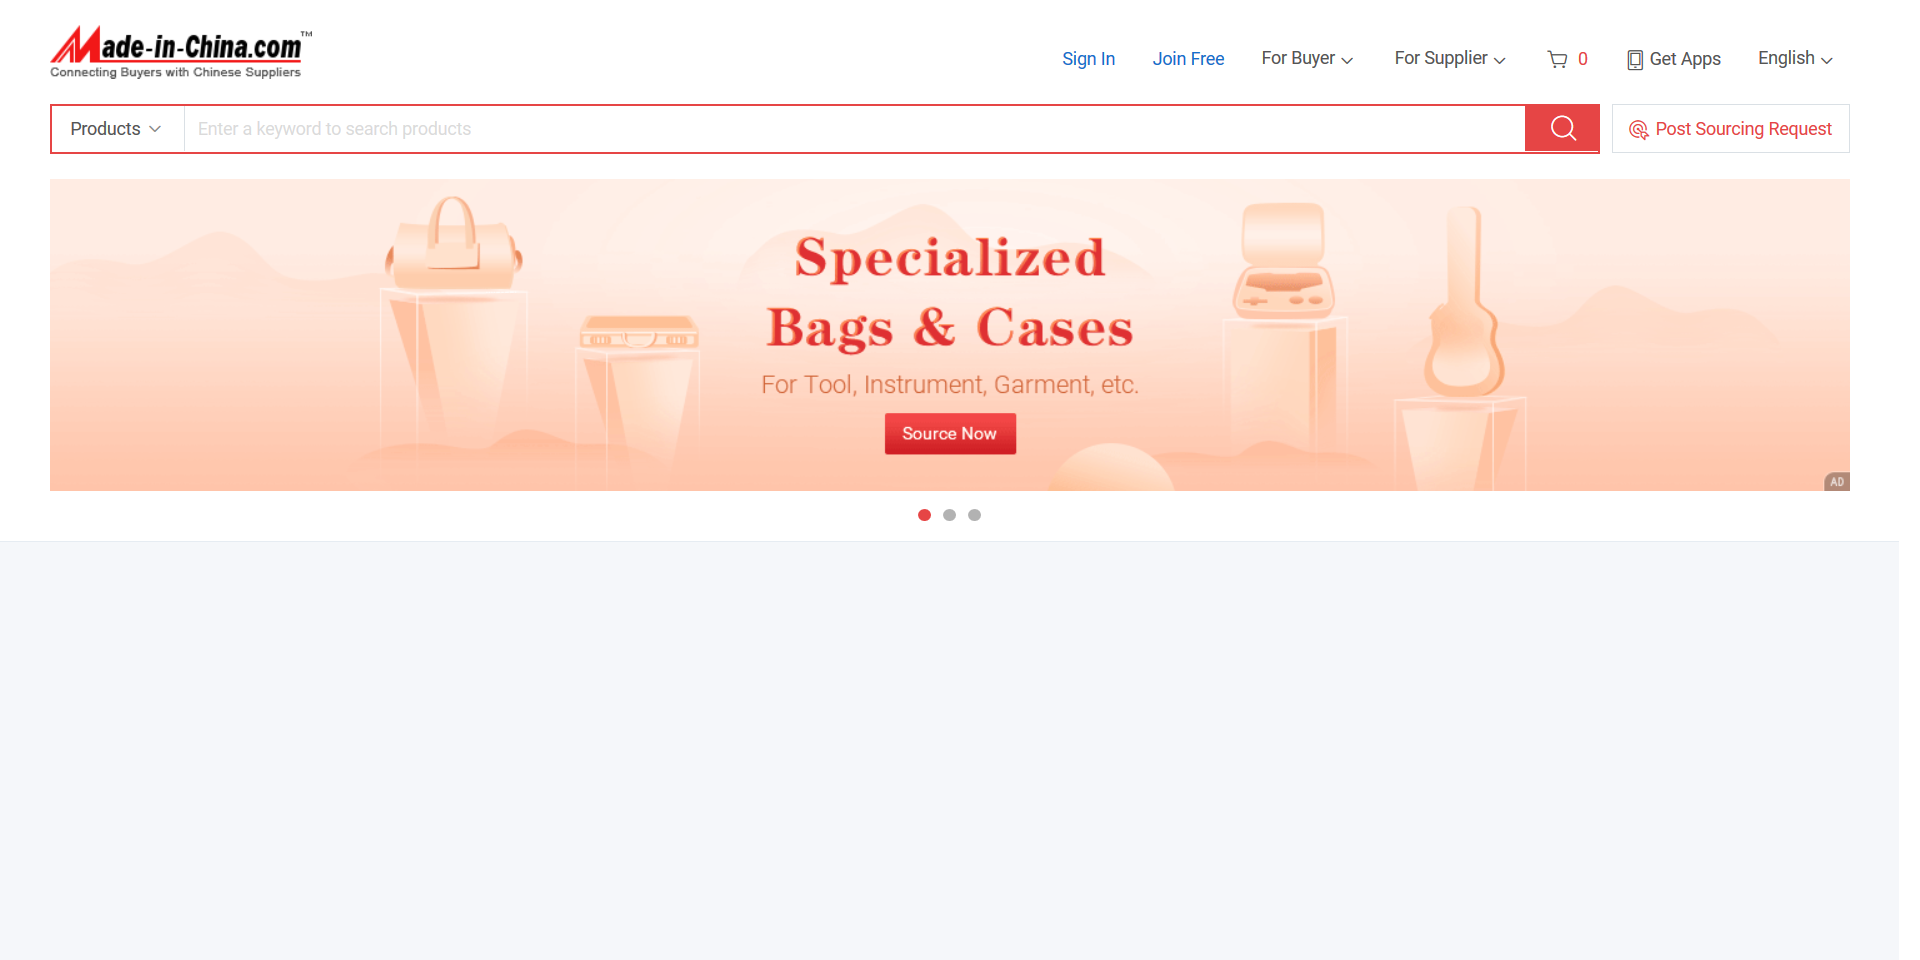 Made-in-China.com™
Connecting Buyers with Chinese Suppliers
Sign In
Join Free
For Buyer
For Supplier
0
Get Apps
English
Products
Enter a keyword to search products
Post Sourcing Request
Specialized
Bags & Cases
For Tool, Instrument, Garment, etc.
Source Now
AD